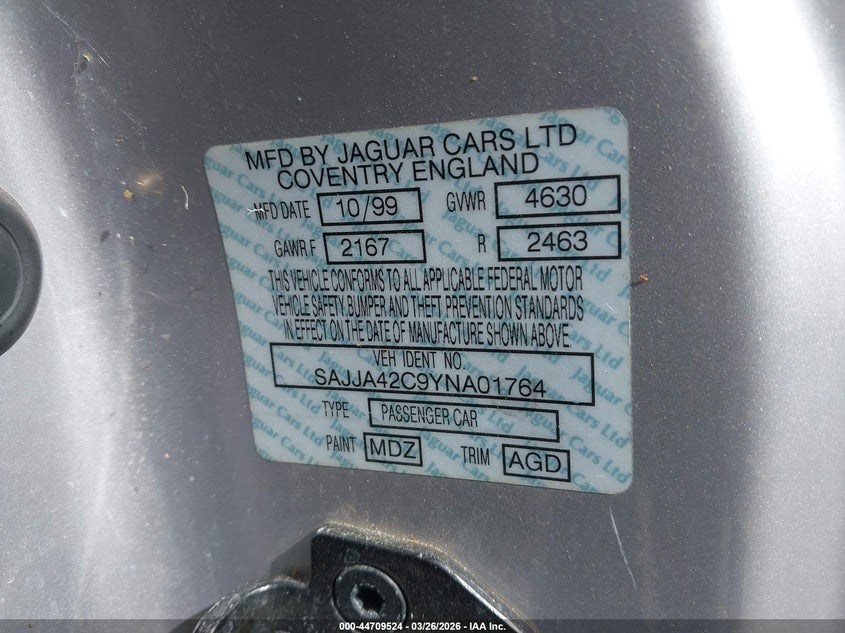 MFD BY JAGUAR CARS LTD
COVENTRY ENGLAND
MFD DATE 10/99 GVWR 4630
GAWR F 2167 R 2463
THIS VEHICLE CONFORMS TO ALL APPLICABLE FEDERAL MOTOR
VEHICLE SAFETY, BUMPER AND THEFT PREVENTION STANDARDS
IN EFFECT ON THE DATE OF MANUFACTURE SHOWN ABOVE.
VEH IDENT NO.
SAJJA42C9YNA01764
TYPE PASSENGER CAR
PAINT MDZ TRIM AGD
000-44709524 - 03/26/2026 - IAA Inc.